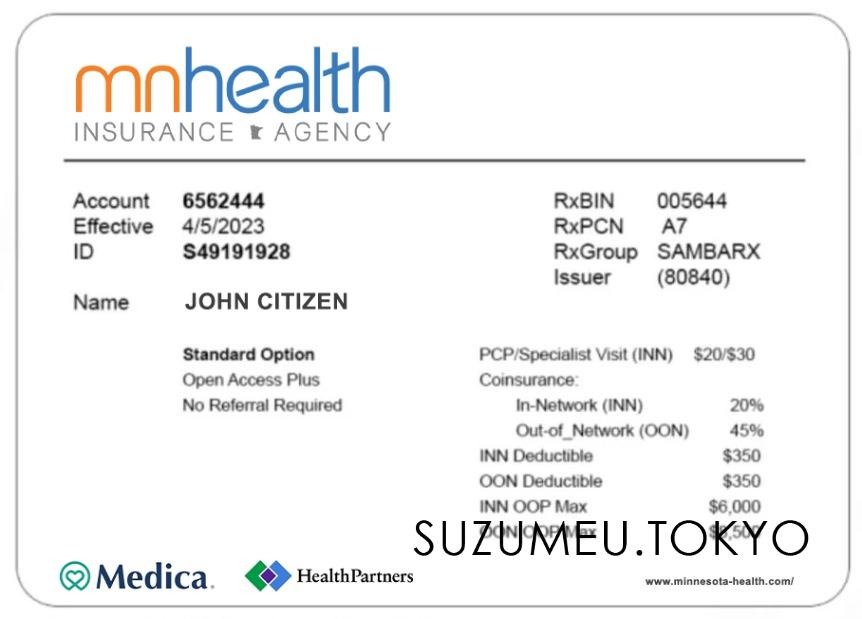 mnhealth
INSURANCE AGENCY
Account 6562444
Effective 4/5/2023
ID S49191928
Name JOHN CITIZEN
RxBIN 005644
RxPCN A7
RxGroup SAMBARX
Issuer (80840)
Standard Option
Open Access Plus
No Referral Required
PCP/Specialist Visit (INN) $20/$30
Coinsurance:
In-Network (INN) 20%
Out-of_Network (OON) 45%
INN Deductible $350
OON Deductible $350
INN OOP Max $6,000
OON OOP Max
SUZUMEU.TOKYO
Medica.
HealthPartners
www.minnesota-health.com/